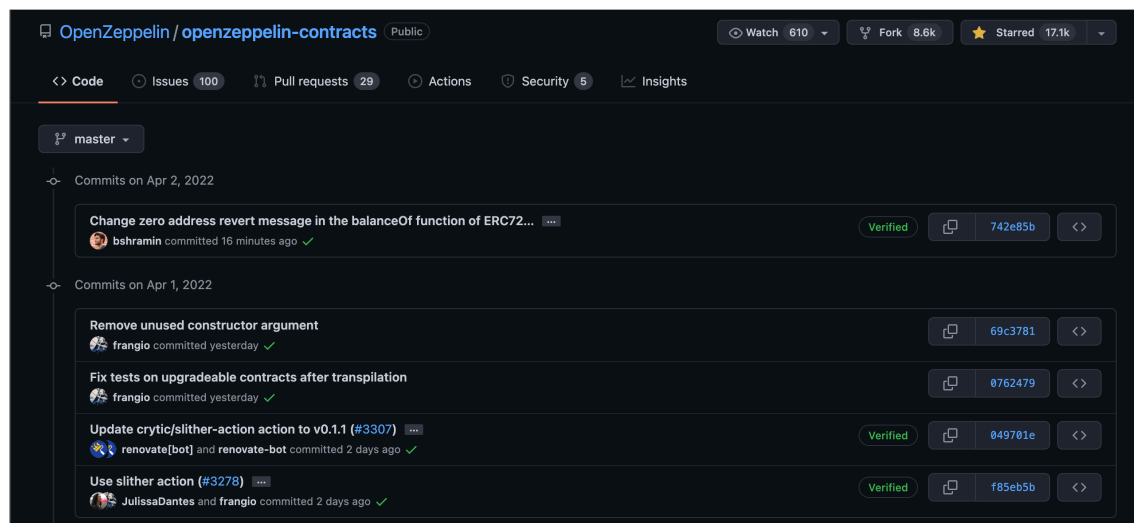 OpenZeppelin / openzeppelin-contracts Public Watch 610 Fork 8.6k Starred 17.1k
Code Issues 100 Pull requests 29 Actions Security 5 Insights
master
Commits on Apr 2, 2022
Change zero address revert message in the balanceOf function of ERC72... ...
bshramin committed 16 minutes ago Verified 742e85b
Commits on Apr 1, 2022
Remove unused constructor argument
frangio committed yesterday 69c3781
Fix tests on upgradeable contracts after transpilation
frangio committed yesterday 0762479
Update crytic/slither-action action to v0.1.1 (#3307) ...
renovate[bot] and renovate-bot committed 2 days ago Verified 049701e
Use slither action (#3278) ...
JulissaDantes and frangio committed 2 days ago Verified f85eb5b